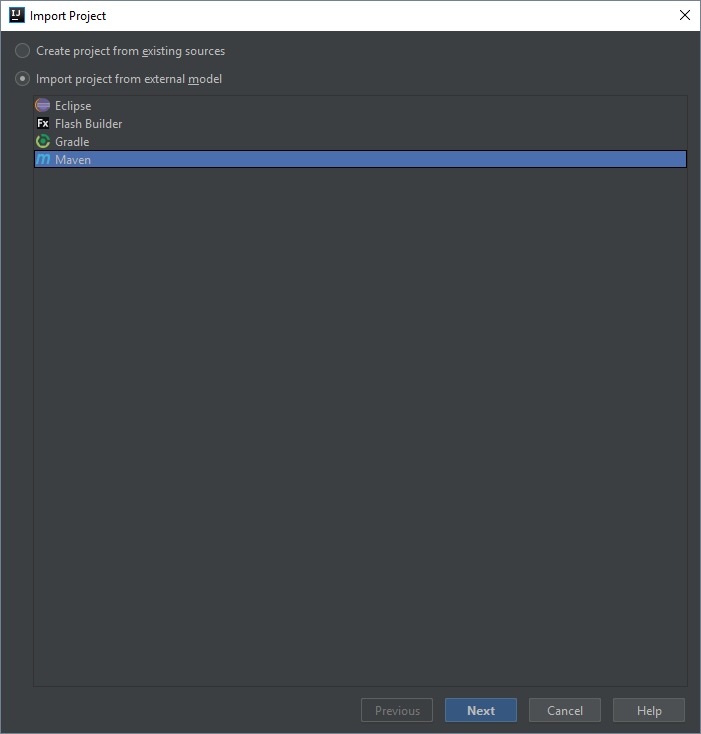 IJ Import Project
Create project from existing sources
Import project from external model
Eclipse
Fx Flash Builder
Gradle
m Maven
Previous Next Cancel Help